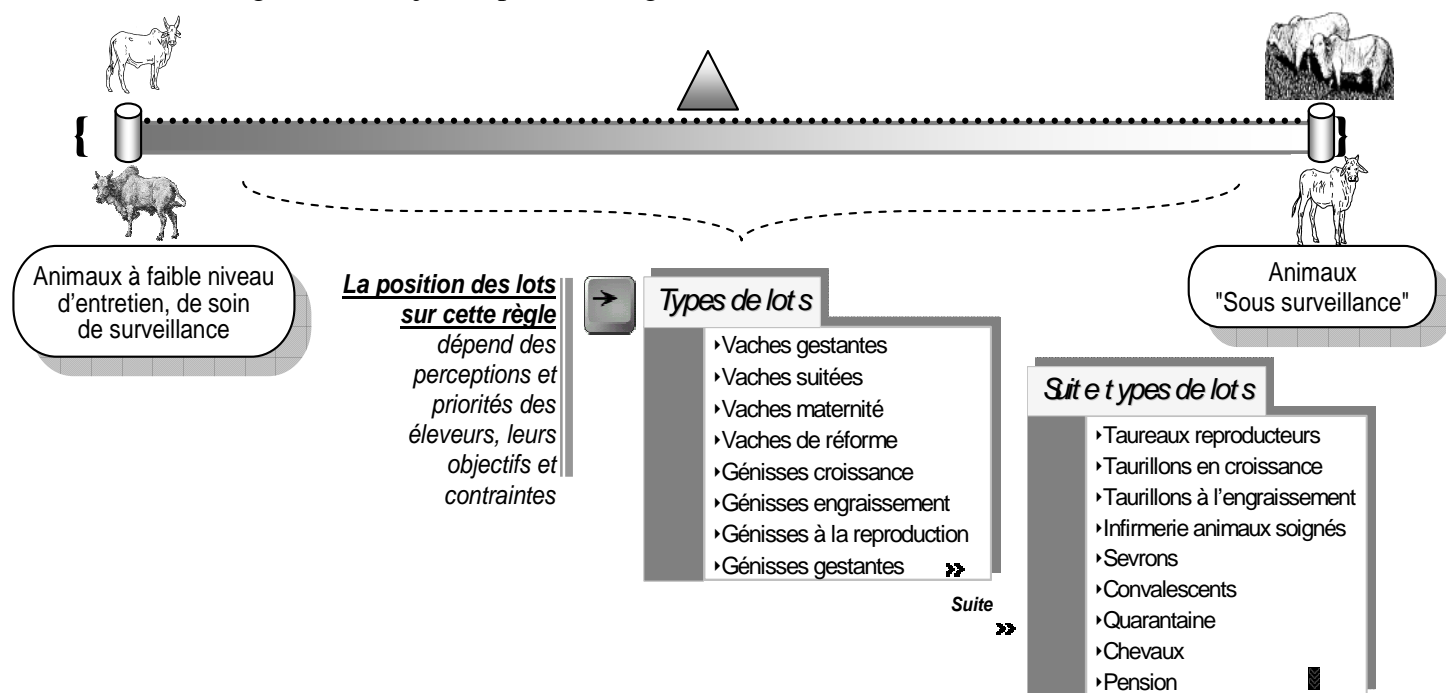 Animaux à faible niveau
d'entretien, de soin
de surveillance
Animaux
"Sous surveillance"
La position des lots
sur cette règle
dépend des
perceptions et
priorités des
éleveurs, leurs
objectifs et
contraintes
Types de lots
Vaches gestantes
Vaches suitées
Vaches maternité
Vaches de réforme
Génisses croissance
Génisses engraissement
Génisses à la reproduction
Génisses gestantes
Suite
Suite types de lots
Taureaux reproducteurs
Taurillons en croissance
Taurillons à l'engraissement
Infirmerie animaux soignés
Sevrons
Convalescents
Quarantaine
Chevaux
Pension